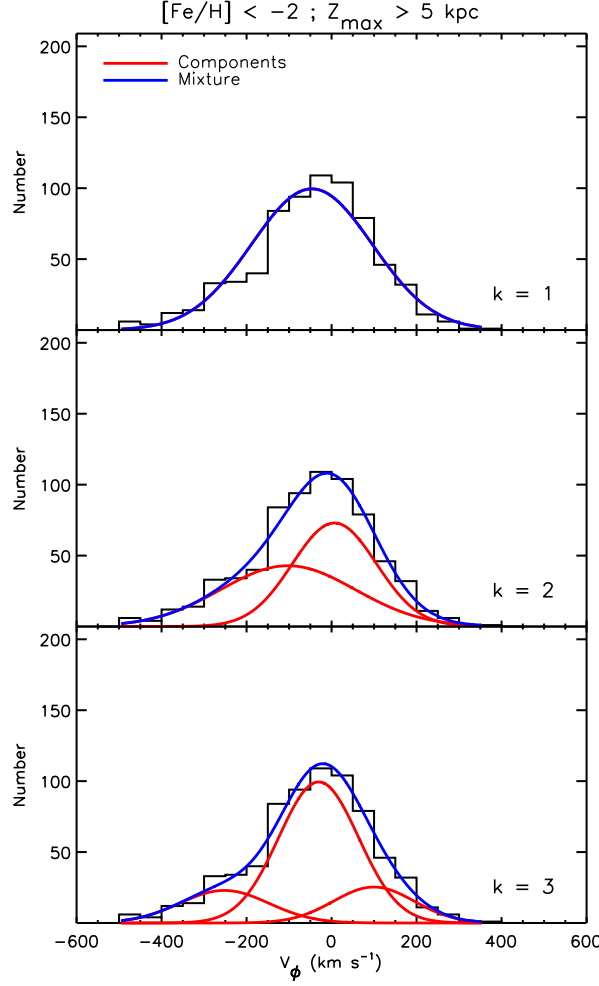 [Fe/H] < −2 ; Z_max > 5 kpc
200
150
100
50
Number
Components
Mixture
k = 1
200
150
100
50
Number
k = 2
200
150
100
50
Number
k = 3
−600 −400 −200 0 200 400 600
V_ϕ (km s⁻¹)